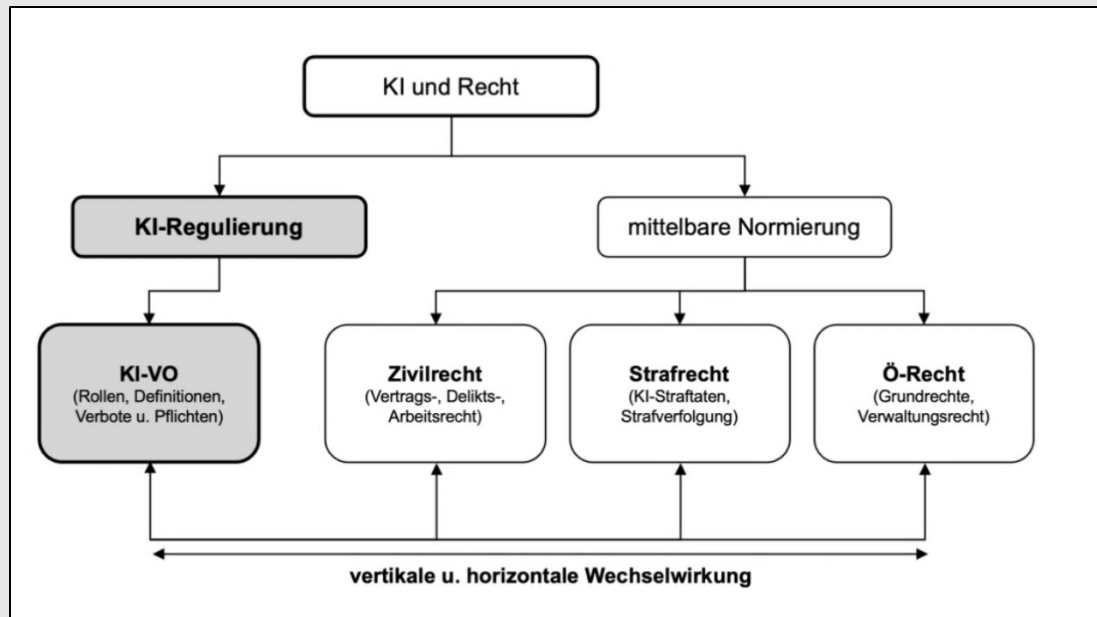 KI und Recht
KI-Regulierung
mittelbare Normierung
KI-VO
(Rollen, Definitionen,
Verbote u. Pflichten)
Zivilrecht
(Vertrags-, Delikts-,
Arbeitsrecht)
Strafrecht
(KI-Straftaten,
Strafverfolgung)
Ö-Recht
(Grundrechte,
Verwaltungsrecht)
vertikale u. horizontale Wechselwirkung